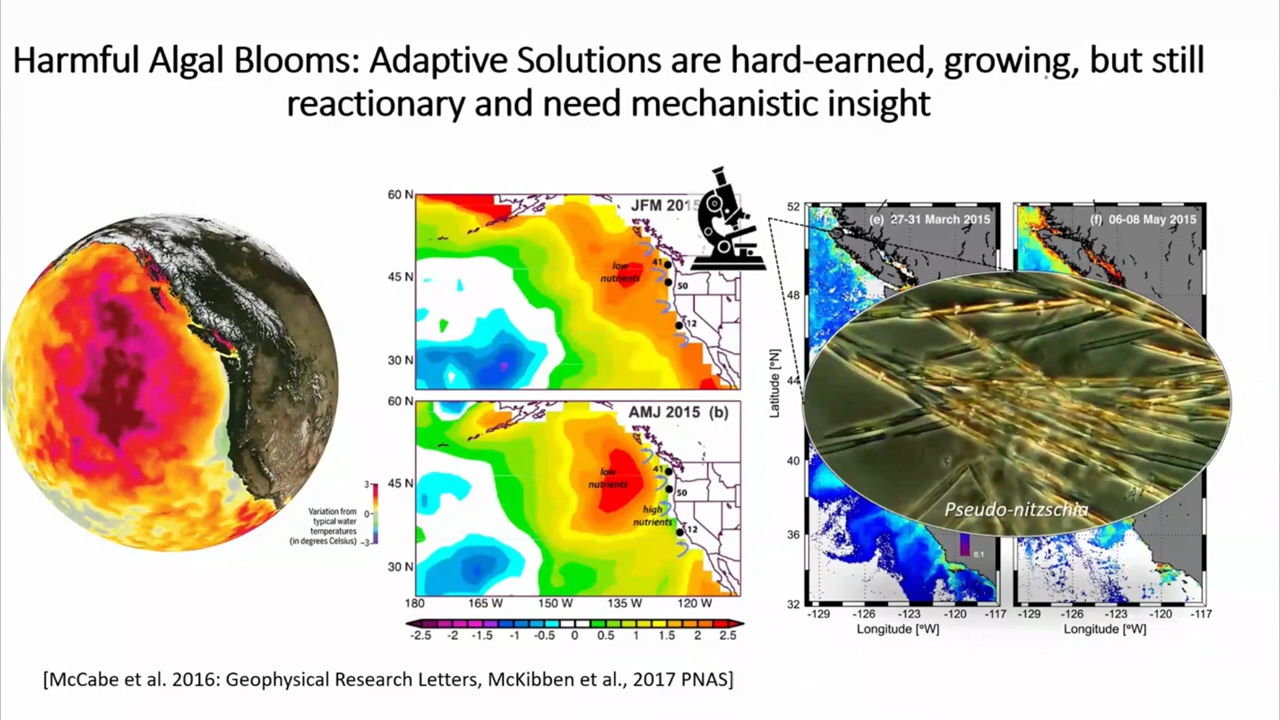 Harmful Algal Blooms: Adaptive Solutions are hard-earned, growing, but still
reactionary and need mechanistic insight
3
0
-3
Variation from
typical water
temperatures
(in degrees Celsius)
60 N
45 N
30 N
JFM 2015
low
nutrients
41
50
12
60 N
45 N
30 N
AMJ 2015 (b)
low
nutrients
high
nutrients
41
50
12
180 165 W 150 W 135 W 120 W
-2.5 -2 -1.5 -1 -0.5 0 0.5 1 1.5 2 2.5
Latitude [°N]
52
48
44
40
36
32
(e) 27-31 March 2015
(f) 06-08 May 2015
Pseudo-nitzschia
0.1
-129 -126 -123 -120 -117
Longitude [°W]
-129 -126 -123 -120 -117
Longitude [°W]
[McCabe et al. 2016: Geophysical Research Letters, McKibben et al., 2017 PNAS]